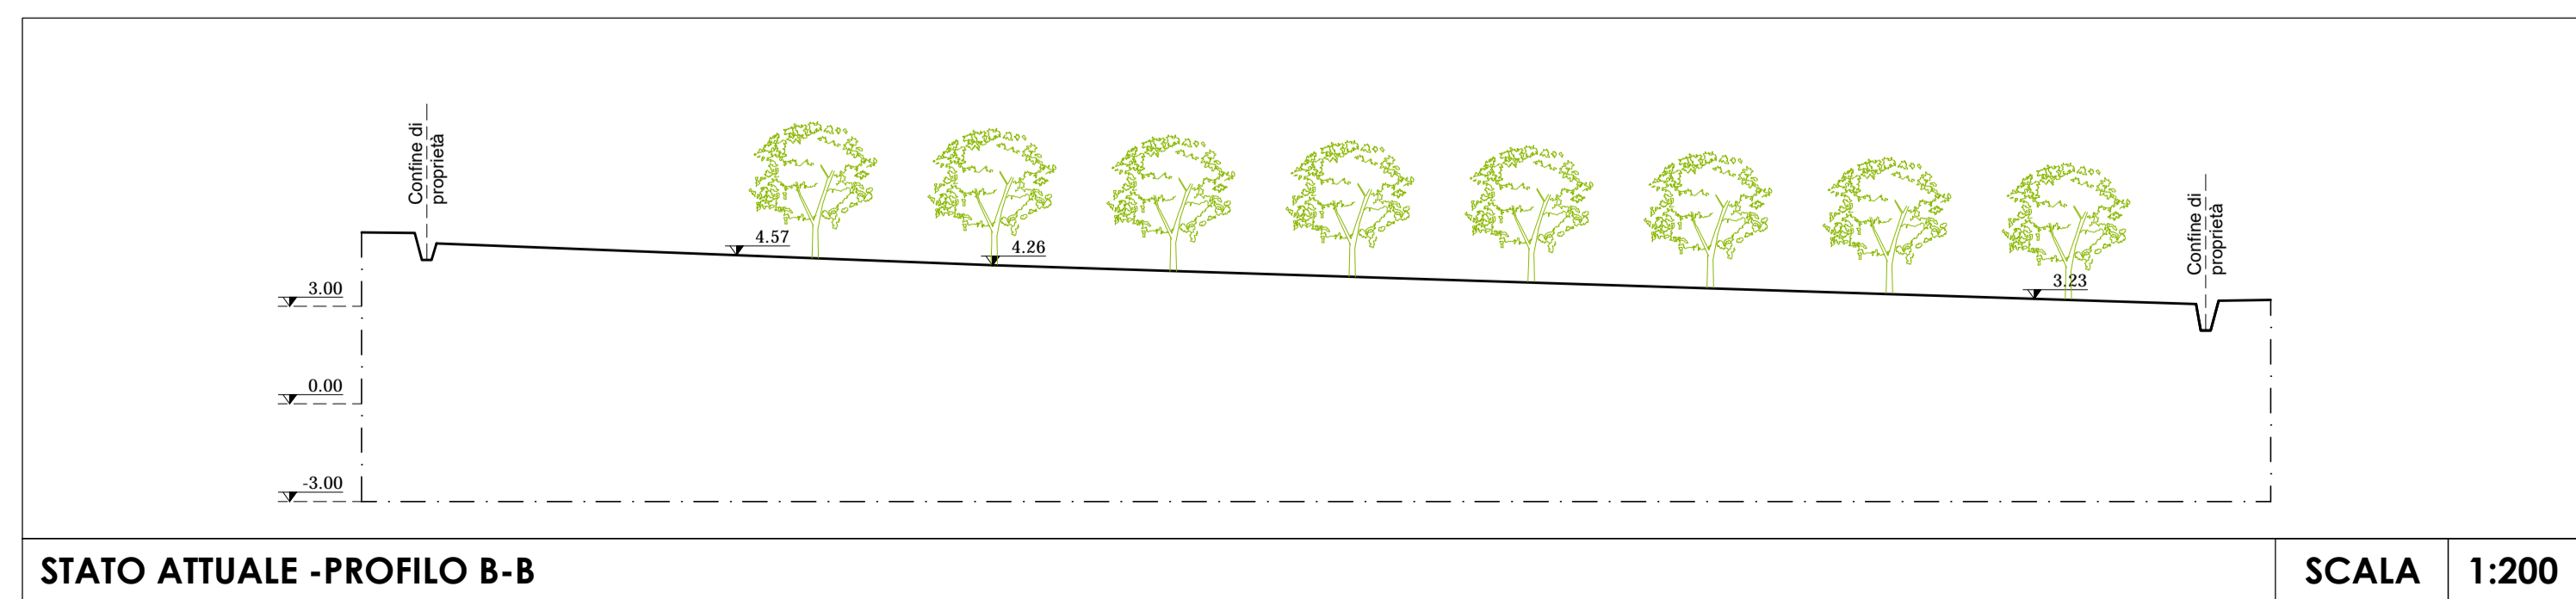 Confine di
proprietà
Confine di
proprietà
4.57
4.26
3.23
3.00
0.00
-3.00
STATO ATTUALE -PROFILO B-B
SCALA
1:200